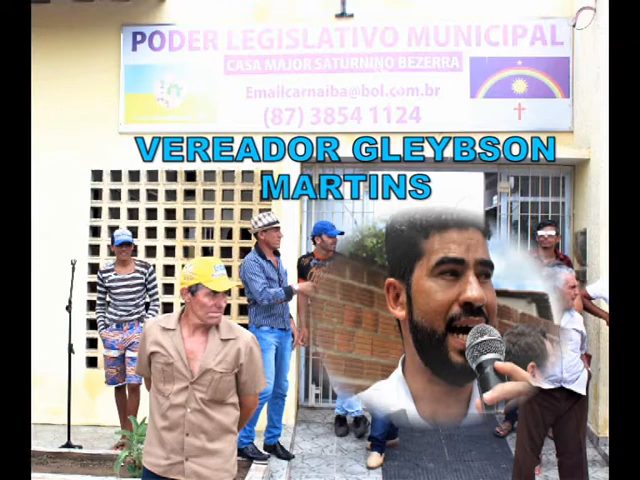 PODER LEGISLATIVO MUNICIPAL
CASA MAJOR SATURNINO BEZERRA
Emailcarnaiba@bol.com.br
(87) 3854 1124
VEREADOR GLEYBSON
MARTINS